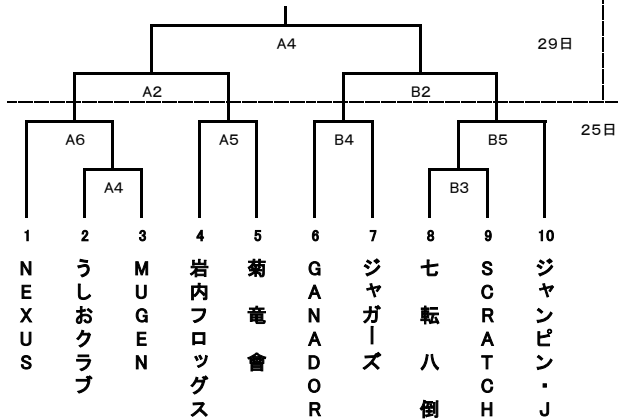 A4
29日
A2
B2
25日
A6
A5
B4
B5
A4
B3
1
2
3
4
5
6
7
8
9
10
NEXUS
うしおクラブ
MUGEN
岩内フロッグス
菊竜會
GANADOR
ジャガーズ
七転八倒
SCRATCH
ジャンピン・J